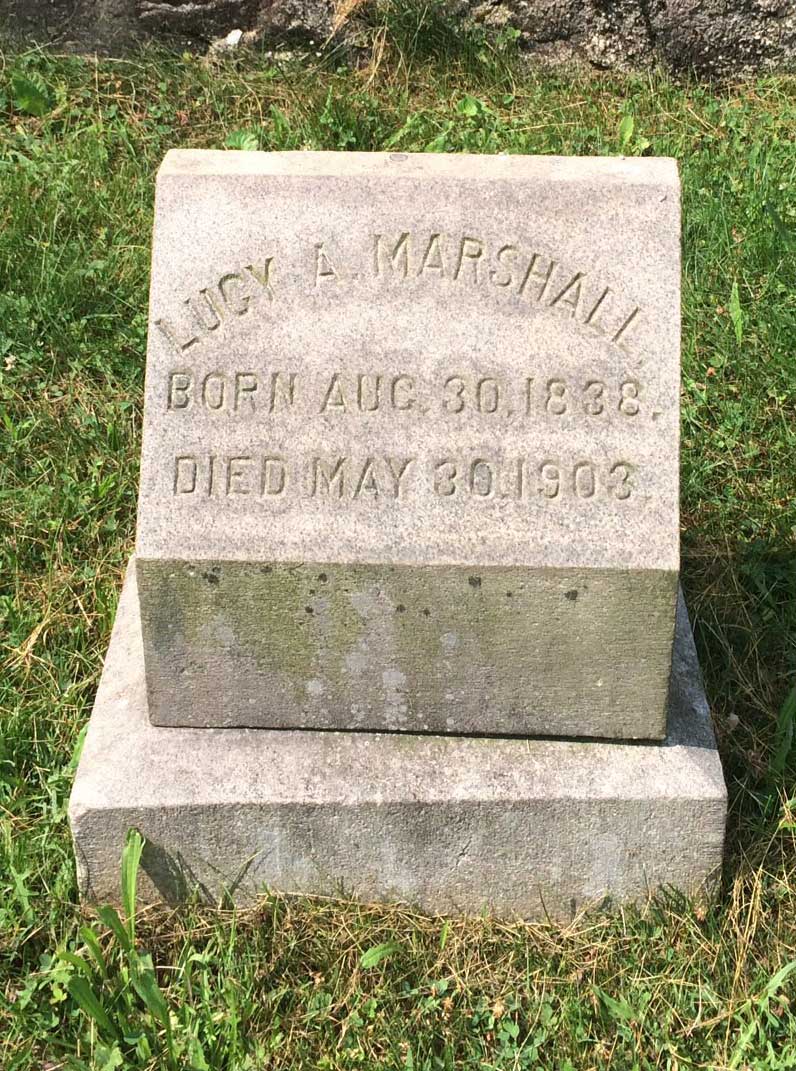 LUCY A. MARSHALL,
BORN AUG. 30, 1838.
DIED MAY 30, 1903.